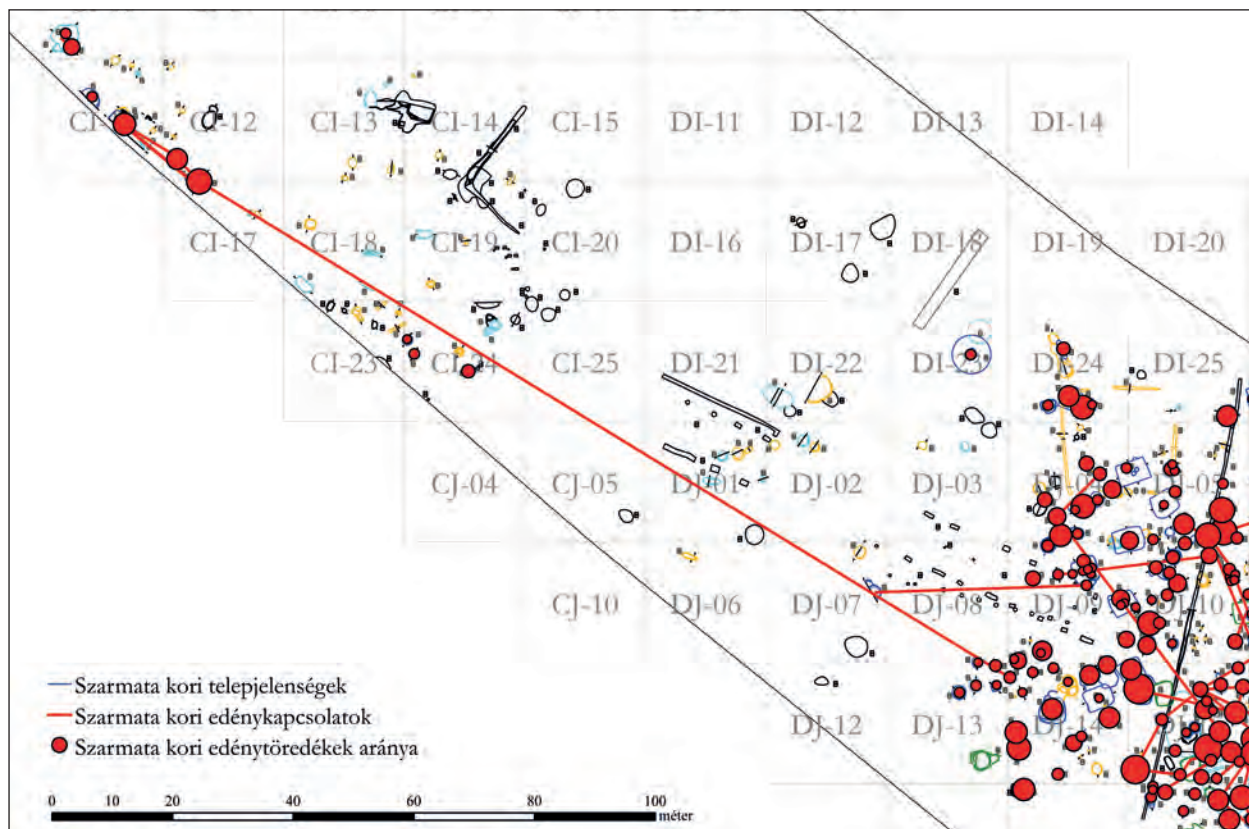 CI-12 CI-13 CI-14 CI-15 DI-11 DI-12 DI-13 DI-14
CI-17 CI-18 CI-19 CI-20 DI-16 DI-17 DI-18 DI-19 DI-20
CI-23 CI-24 CI-25 DI-21 DI-22 DI-24 DI-25
CJ-04 CJ-05 DJ-01 DJ-02 DJ-03 DJ-04 DJ-05
CJ-10 DJ-06 DJ-07 DJ-08 DJ-09 DJ-10
DJ-12 DJ-13 DJ-14
Szarmata kori telepjelenségek
Szarmata kori edénykapcsolatok
Szarmata kori edénytöredékek aránya
0 10 20 40 60 80 100
méter